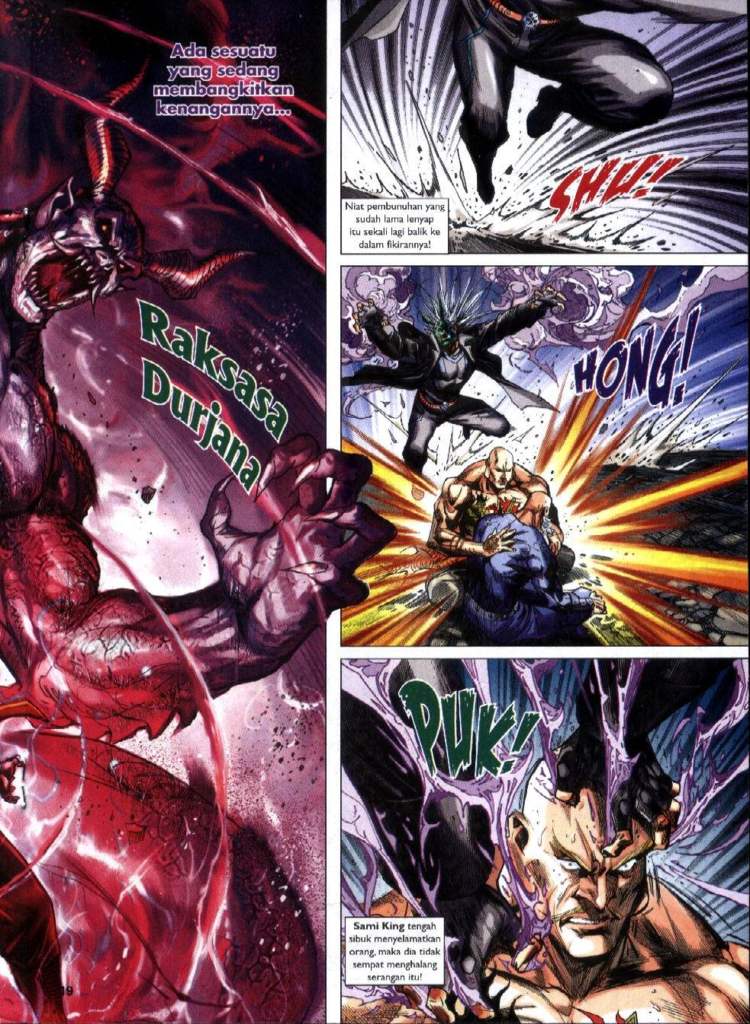 Ada sesuatu
yang sedang
membangkitkan
kenangannya...
Raksasa
Durjana
SHU!!
Niat pembunuhan yang
sudah lama lenyap
itu sekali lagi balik ke
dalam fikirannya!
HONG!
PUK!
Sami King tengah
sibuk menyelamatkan
orang, maka dia tidak
sempat menghalang
serangan itu!
19